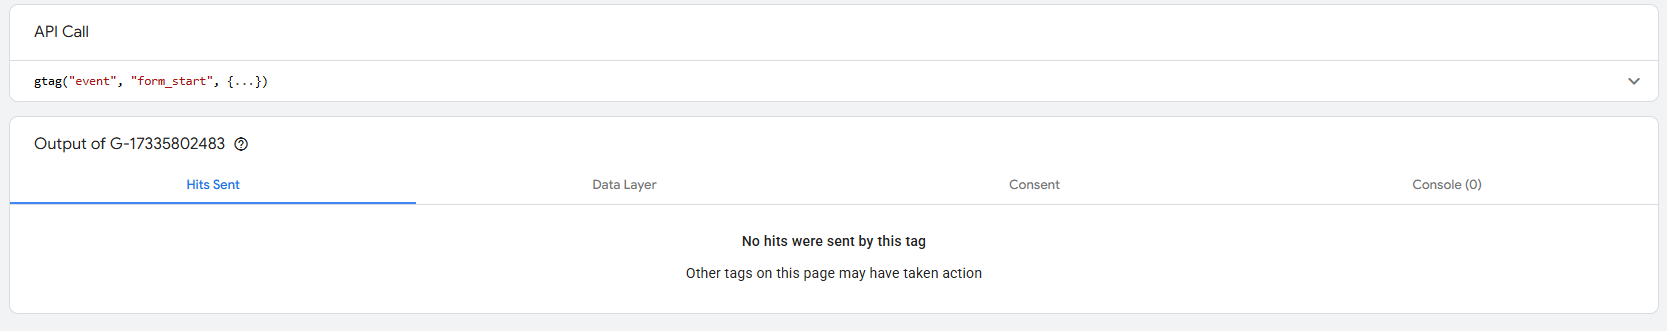 API Call
gtag("event", "form_start", {...})
Output of G-17335802483
Hits Sent
Data Layer
Consent
Console (0)
No hits were sent by this tag
Other tags on this page may have taken action